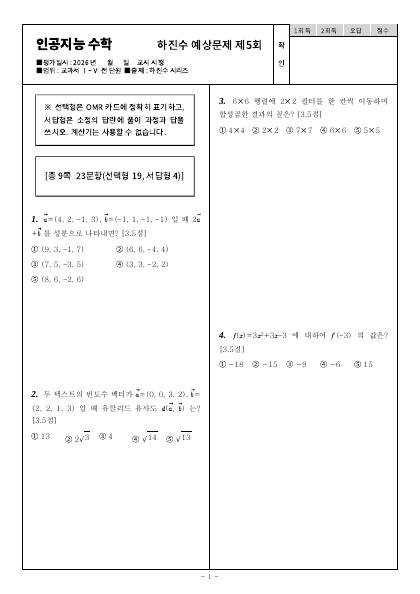 인공지능 수학
하진수 예상문제 제5회
확
인
1회독 2회독 오답 점수
■평가일시 : 2026년 월 일 교시 시행
■범위 : 교과서 Ⅰ~Ⅴ 전 단원 ■출제 : 하진수 시리즈
※ 선택형은 OMR 카드에 정확히 표기하고,
서답형은 소정의 답란에 풀이 과정과 답을
쓰시오. 계산기는 사용할 수 없습니다.
[총 9쪽 23문항(선택형 19, 서답형 4)]
1. a⃗=(4, 2, −1, 3), b⃗=(−1, 1, −1, −1) 일 때 2a⃗
+b⃗ 를 성분으로 나타내면? [3.5점]
① (9, 3, −1, 7) ② (6, 6, −4, 4)
③ (7, 5, −3, 5) ④ (3, 3, −2, 2)
⑤ (8, 6, −2, 6)
2. 두 텍스트의 빈도수 벡터가 a⃗=(0, 0, 3, 2), b⃗=
(2, 2, 1, 3) 일 때 유클리드 유사도 d(a⃗, b⃗) 는?
[3.5점]
① 13 ② 2√3 ③ 4 ④ √14 ⑤ √13
3. 6×6 행렬에 2×2 필터를 한 칸씩 이동하며
합성곱한 결과의 꼴은? [3.5점]
① 4×4 ② 2×2 ③ 7×7 ④ 6×6 ⑤ 5×5
4. f(x)=3x²+3x−3 에 대하여 f′(−3) 의 값은?
[3.5점]
① −18 ② −15 ③ −9 ④ −6 ⑤ 15
− 1 −